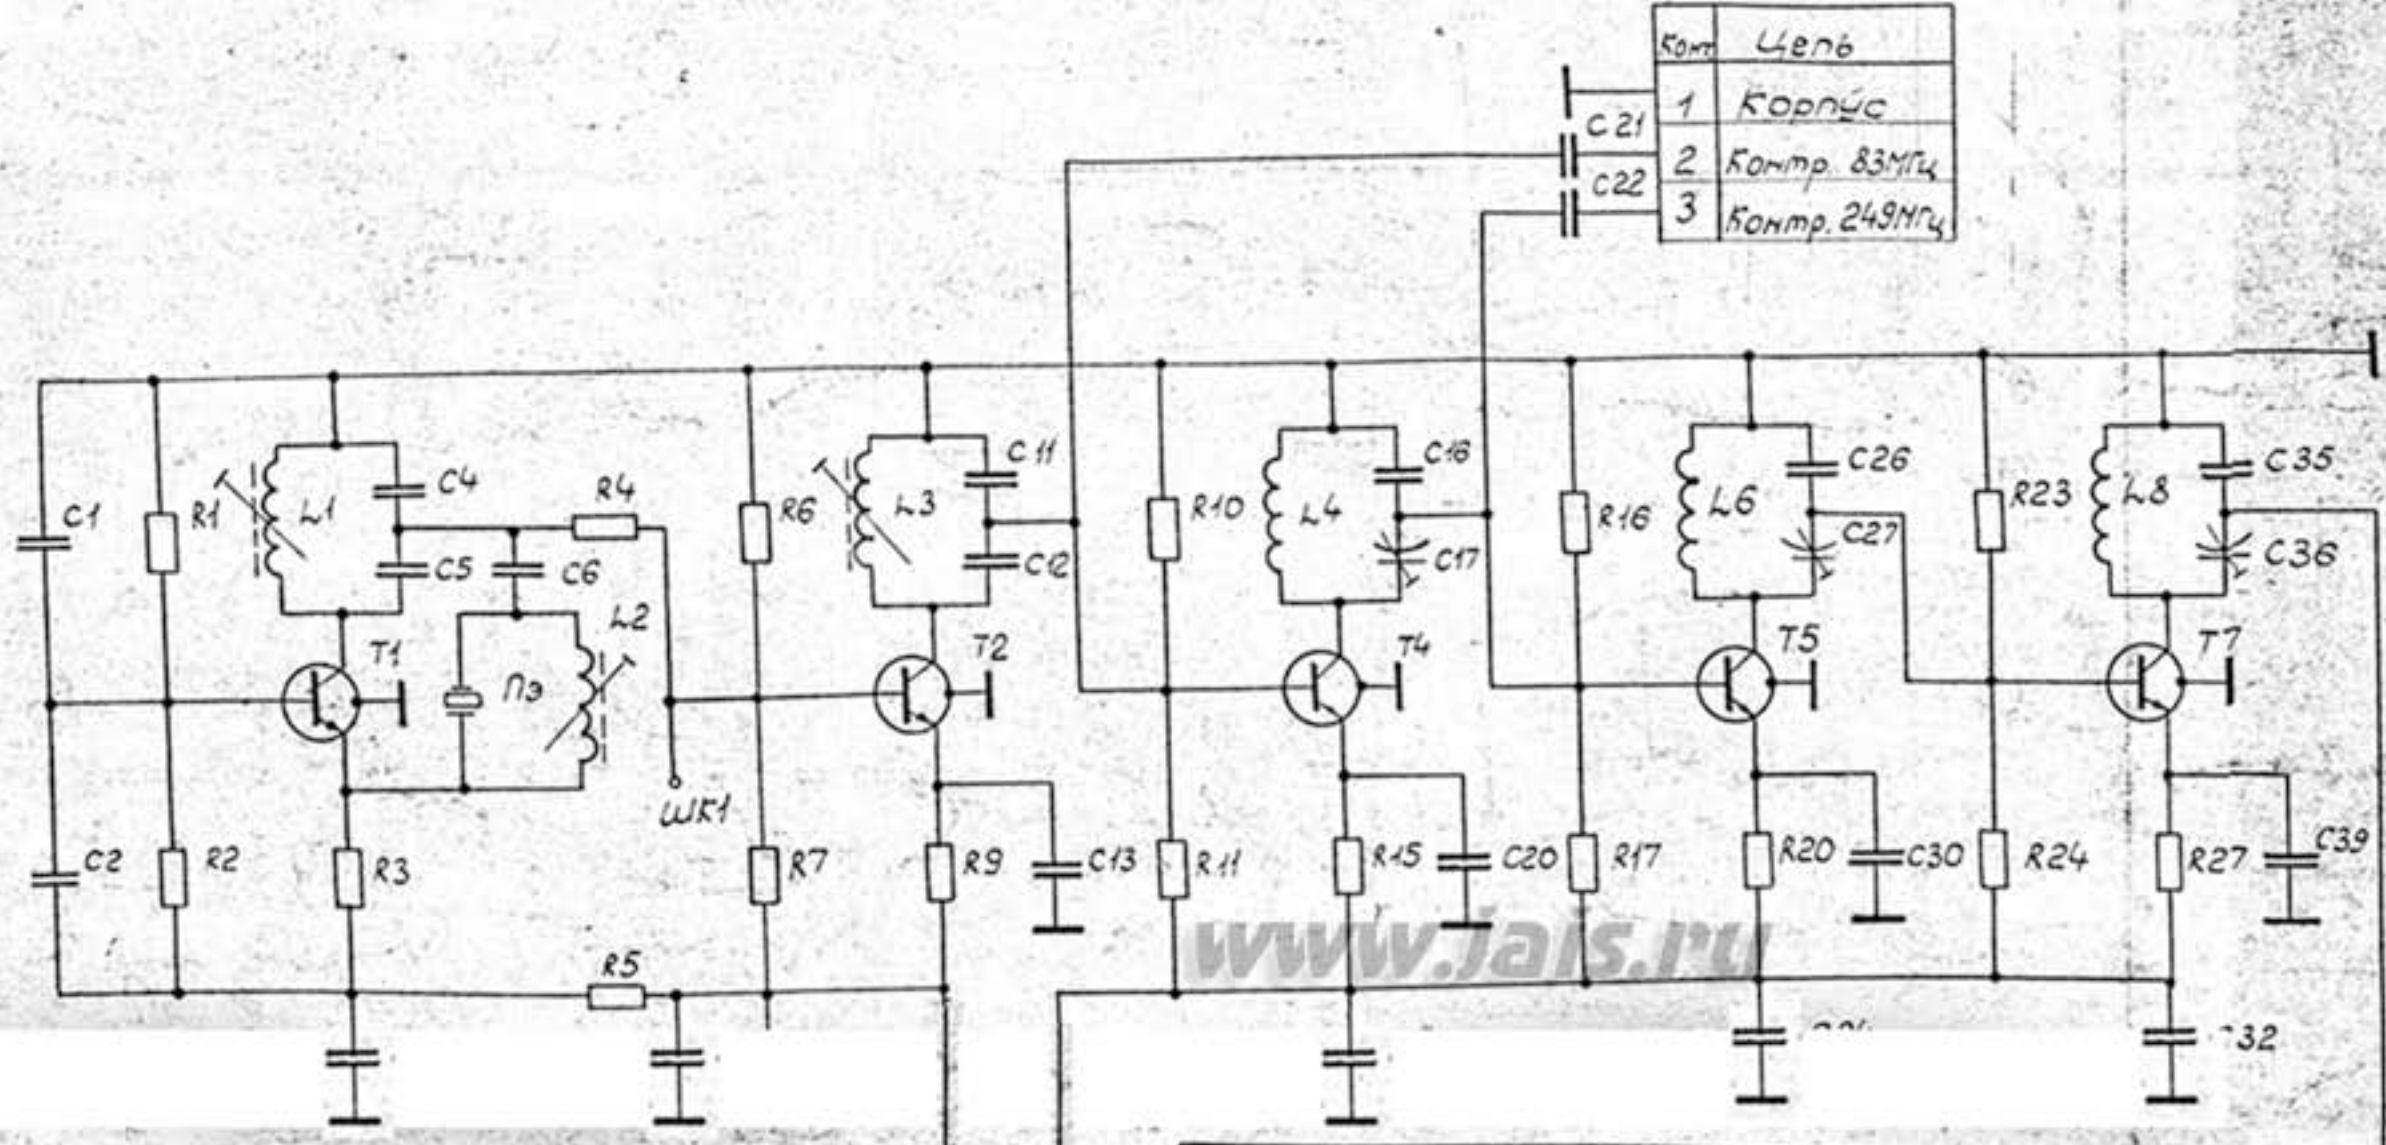 Конт Цепь
1 Корпус
2 Контр. 83МГц
3 Контр. 249МГц
C21
C22
C1
R1
L1
C4
C5
C6
R4
L2
T1
ПЭ
ШК1
C2
R2
R3
R5
R6
L3
C11
C12
T2
R7
R9
C13
R10
L4
C16
C17
T4
R11
R15
C20
R16
L6
C26
C27
T5
R17
R20
C30
R23
L8
C35
C36
T7
R24
R27
C39
32
www.jais.ru